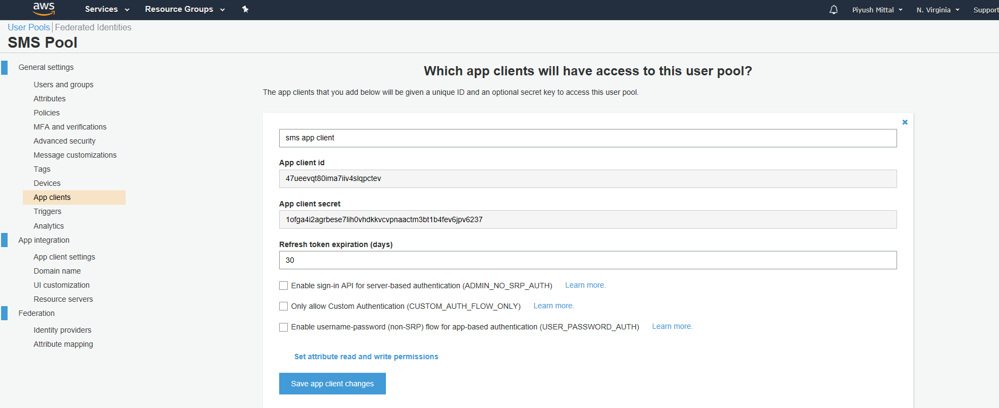 aws Services Resource Groups Piyush Mittal N. Virginia Support
User Pools | Federated Identities
SMS Pool
General settings
Users and groups
Attributes
Policies
MFA and verifications
Advanced security
Message customizations
Tags
Devices
App clients
Triggers
Analytics
App integration
App client settings
Domain name
UI customization
Resource servers
Federation
Identity providers
Attribute mapping
Which app clients will have access to this user pool?
The app clients that you add below will be given a unique ID and an optional secret key to access this user pool.
sms app client
App client id
47ueevqt80ima7iiv4slqpctev
App client secret
1ofga4i2agrbese7lih0vhdkkvcvpnaactm3bt1b4fev6jpv6237
Refresh token expiration (days)
30
Enable sign-in API for server-based authentication (ADMIN_NO_SRP_AUTH) Learn more.
Only allow Custom Authentication (CUSTOM_AUTH_FLOW_ONLY) Learn more.
Enable username-password (non-SRP) flow for app-based authentication (USER_PASSWORD_AUTH) Learn more.
Set attribute read and write permissions
Save app client changes